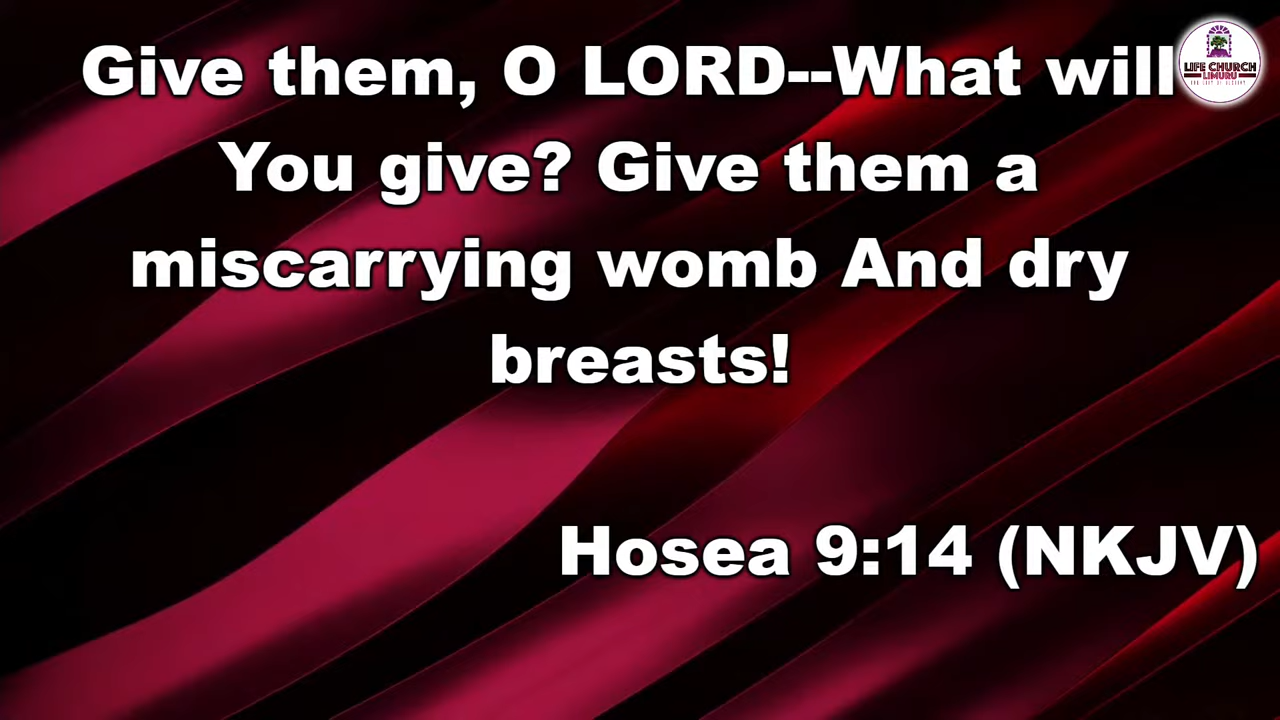 Give them, O LORD--What will
You give? Give them a
miscarrying womb And dry
breasts!
Hosea 9:14 (NKJV)
LIFE CHURCH
LIMURU